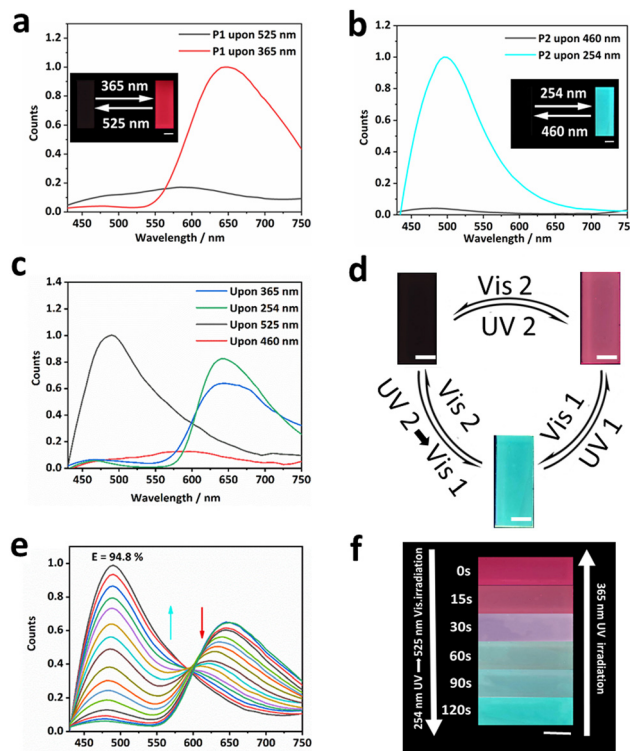 a
P1 upon 525 nm
P1 upon 365 nm
365 nm
525 nm
Counts
1.4
1.2
1.0
0.8
0.6
0.4
0.2
0.0
450 500 550 600 650 700 750
Wavelength / nm
b
P2 upon 460 nm
P2 upon 254 nm
254 nm
460 nm
Counts
1.2
1.0
0.8
0.6
0.4
0.2
0.0
450 500 550 600 650 700 75
Wavelength / nm
c
Upon 365 nm
Upon 254 nm
Upon 525 nm
Upon 460 nm
Counts
1.4
1.2
1.0
0.8
0.6
0.4
0.2
0.0
450 500 550 600 650 700 750
Wavelength / nm
d
Vis 2
UV 2
Vis 2
UV 2 → Vis 1
Vis 1
UV 1
e
E = 94.8 %
Counts
1.0
0.8
0.6
0.4
0.2
0.0
450 500 550 600 650 700 750
Wavelength / nm
f
254 nm UV → 525 nm Vis.irradiation
0s
15s
30s
60s
90s
120s
365 nm UV irradiation